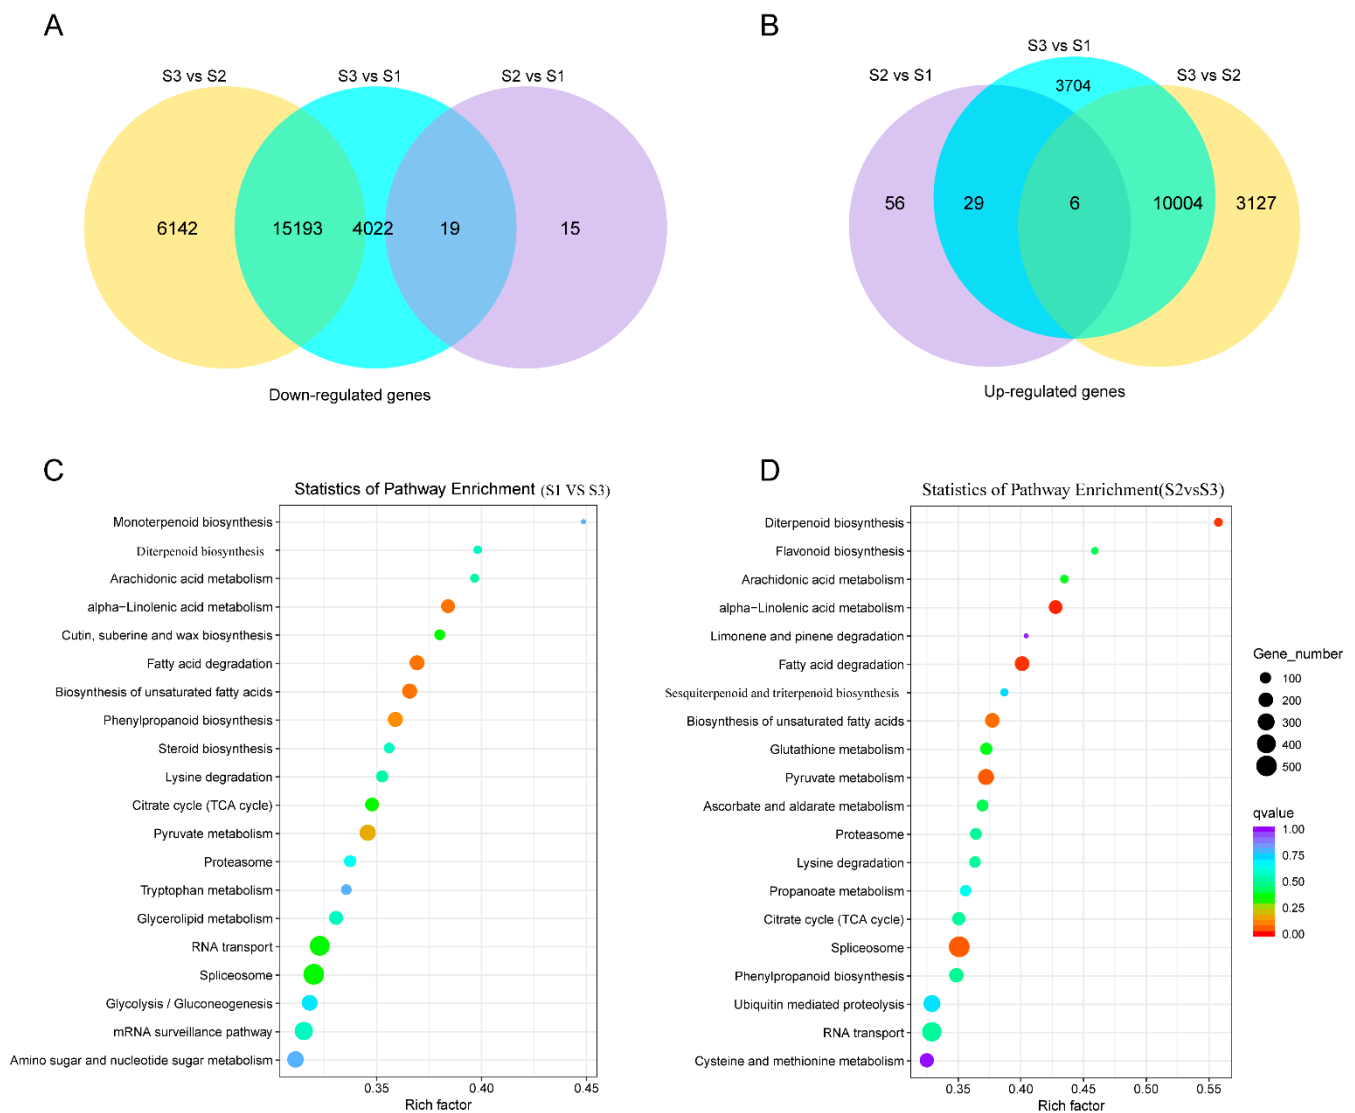 A
S3 vs S2
S3 vs S1
S2 vs S1
6142
15193
4022
19
15
Down-regulated genes
B
S3 vs S1
S2 vs S1
S3 vs S2
3704
56
29
6
10004
3127
Up-regulated genes
C
Statistics of Pathway Enrichment (S1 VS S3)
Monoterpenoid biosynthesis
Diterpenoid biosynthesis
Arachidonic acid metabolism
alpha−Linolenic acid metabolism
Cutin, suberine and wax biosynthesis
Fatty acid degradation
Biosynthesis of unsaturated fatty acids
Phenylpropanoid biosynthesis
Steroid biosynthesis
Lysine degradation
Citrate cycle (TCA cycle)
Pyruvate metabolism
Proteasome
Tryptophan metabolism
Glycerolipid metabolism
RNA transport
Spliceosome
Glycolysis / Gluconeogenesis
mRNA surveillance pathway
Amino sugar and nucleotide sugar metabolism
0.35
0.40
0.45
Rich factor
D
Statistics of Pathway Enrichment(S2vsS3)
Diterpenoid biosynthesis
Flavonoid biosynthesis
Arachidonic acid metabolism
alpha−Linolenic acid metabolism
Limonene and pinene degradation
Fatty acid degradation
Sesquiterpenoid and triterpenoid biosynthesis
Biosynthesis of unsaturated fatty acids
Glutathione metabolism
Pyruvate metabolism
Ascorbate and aldarate metabolism
Proteasome
Lysine degradation
Propanoate metabolism
Citrate cycle (TCA cycle)
Spliceosome
Phenylpropanoid biosynthesis
Ubiquitin mediated proteolysis
RNA transport
Cysteine and methionine metabolism
0.35
0.40
0.45
0.50
0.55
Rich factor
Gene_number
100
200
300
400
500
qvalue
1.00
0.75
0.50
0.25
0.00